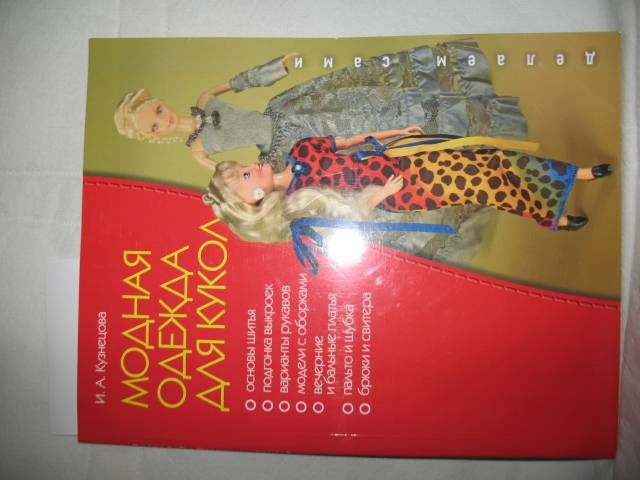 И. А. Кузнецова
МОДНАЯ
ОДЕЖДА
ДЛЯ КУКОЛ
основы шитья
подгонка выкроек
варианты рукавов
модели с оборками
вечерние
и бальные платья
пальто и шубка
брюки и свитера
делаем сами